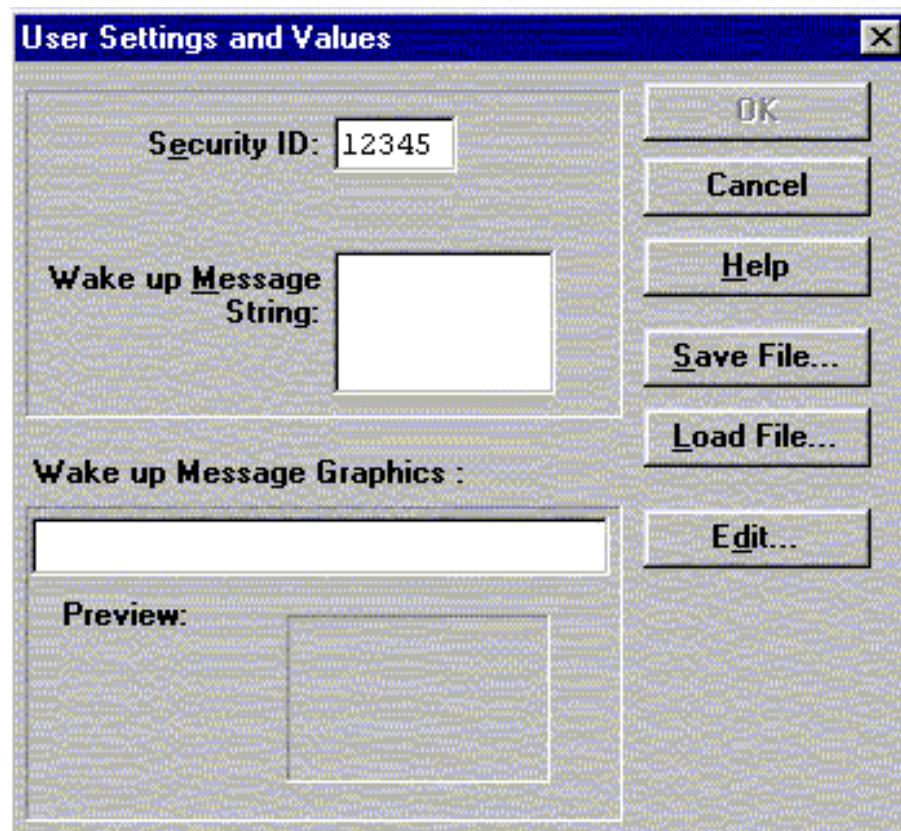 User Settings and Values
Security ID: 12345
OK
Cancel
Wake up Message
String:
Help
Save File...
Load File...
Wake up Message Graphics :
Edit...
Preview: